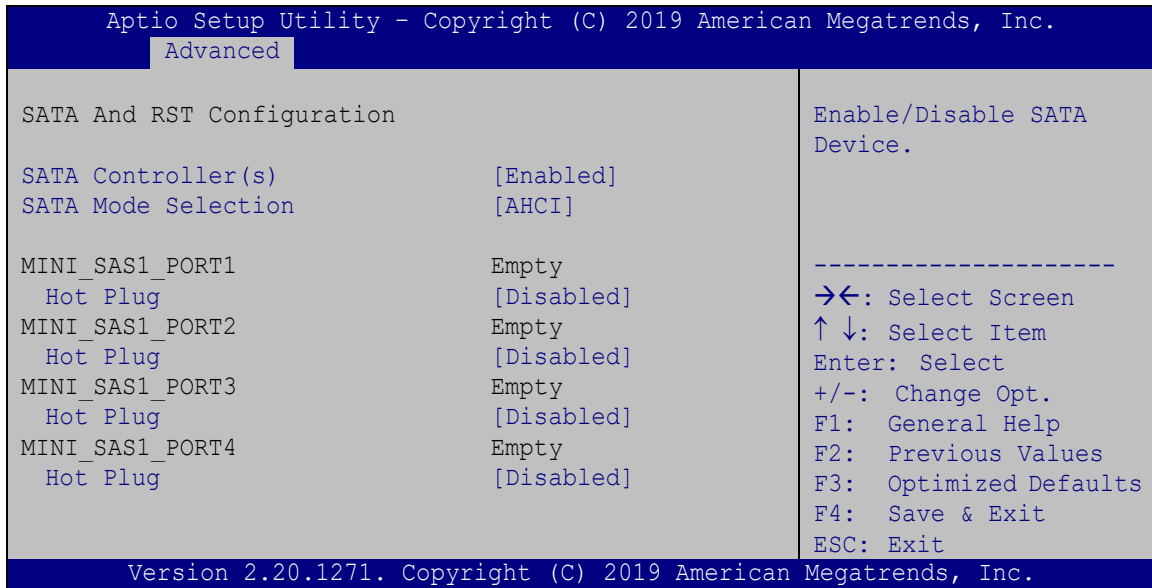 Aptio Setup Utility – Copyright (C) 2019 American Megatrends, Inc.
Advanced
SATA And RST Configuration
SATA Controller(s) [Enabled]
SATA Mode Selection [AHCI]
MINI_SAS1_PORT1 Empty
Hot Plug [Disabled]
MINI_SAS1_PORT2 Empty
Hot Plug [Disabled]
MINI_SAS1_PORT3 Empty
Hot Plug [Disabled]
MINI_SAS1_PORT4 Empty
Hot Plug [Disabled]
Enable/Disable SATA
Device.
---------------------
→←: Select Screen
↑ ↓: Select Item
Enter: Select
+/-: Change Opt.
F1: General Help
F2: Previous Values
F3: Optimized Defaults
F4: Save & Exit
ESC: Exit
Version 2.20.1271. Copyright (C) 2019 American Megatrends, Inc.